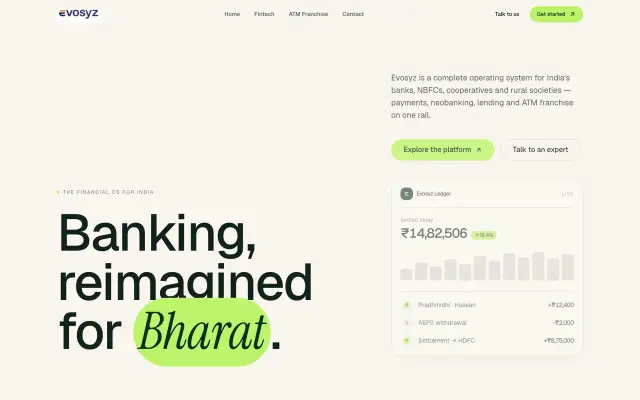 evosyz
Home Fintech ATM Franchise Contact
Talk to us Get started
Evosyz is a complete operating system for India's
banks, NBFCs, cooperatives and rural societies —
payments, neobanking, lending and ATM franchise
on one rail.
Explore the platform Talk to an expert
THE FINANCIAL OS FOR INDIA
Banking,
reimagined
for Bharat.
Evosyz Ledger LIVE
Settled today
₹14,82,506 +12.4%
Pradhinidhi · Hassan +₹12,400
AEPS withdrawal -₹2,000
Settlement → HDFC +₹8,75,000